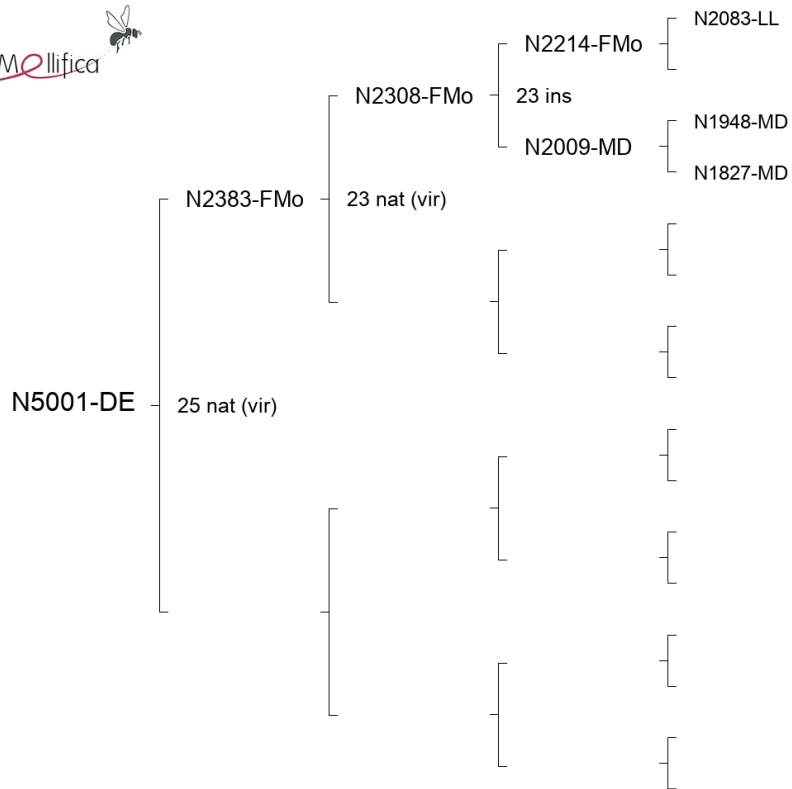 Mellifica
N2083-LL
N2214-FMo
N2308-FMo
23 ins
N1948-MD
N2009-MD
N1827-MD
N2383-FMo
23 nat (vir)
N5001-DE
25 nat (vir)